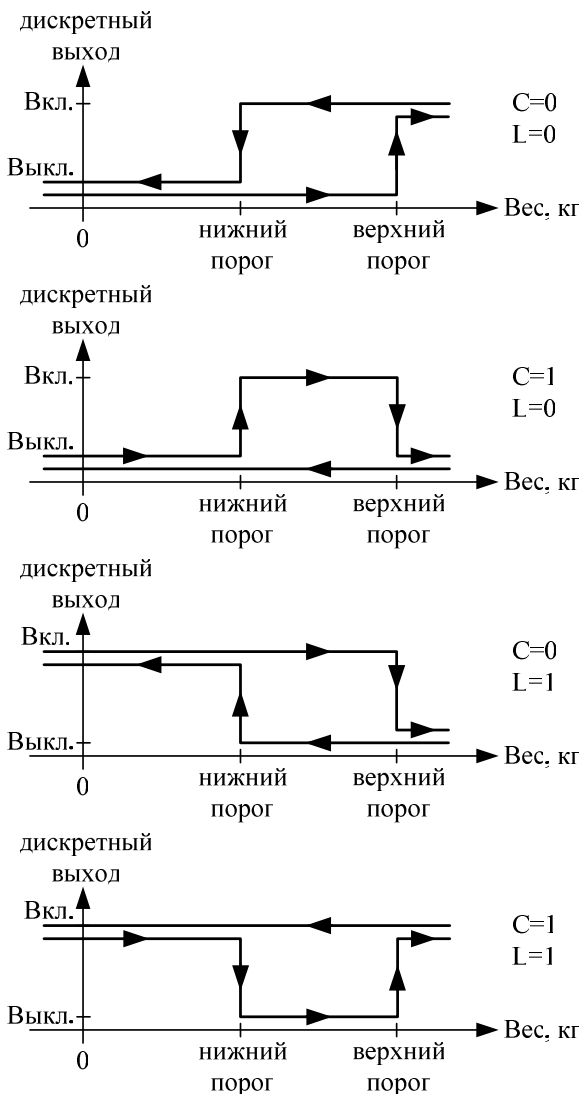 дискретный
выход
Вкл.
C=0
L=0
Выкл.
Вес, кг
0
нижний
порог
верхний
порог
дискретный
выход
Вкл.
C=1
L=0
Выкл.
Вес, кг
0
нижний
порог
верхний
порог
дискретный
выход
Вкл.
C=0
L=1
Выкл.
Вес, кг
0
нижний
порог
верхний
порог
дискретный
выход
Вкл.
C=1
L=1
Выкл.
Вес, кг
0
нижний
порог
верхний
порог